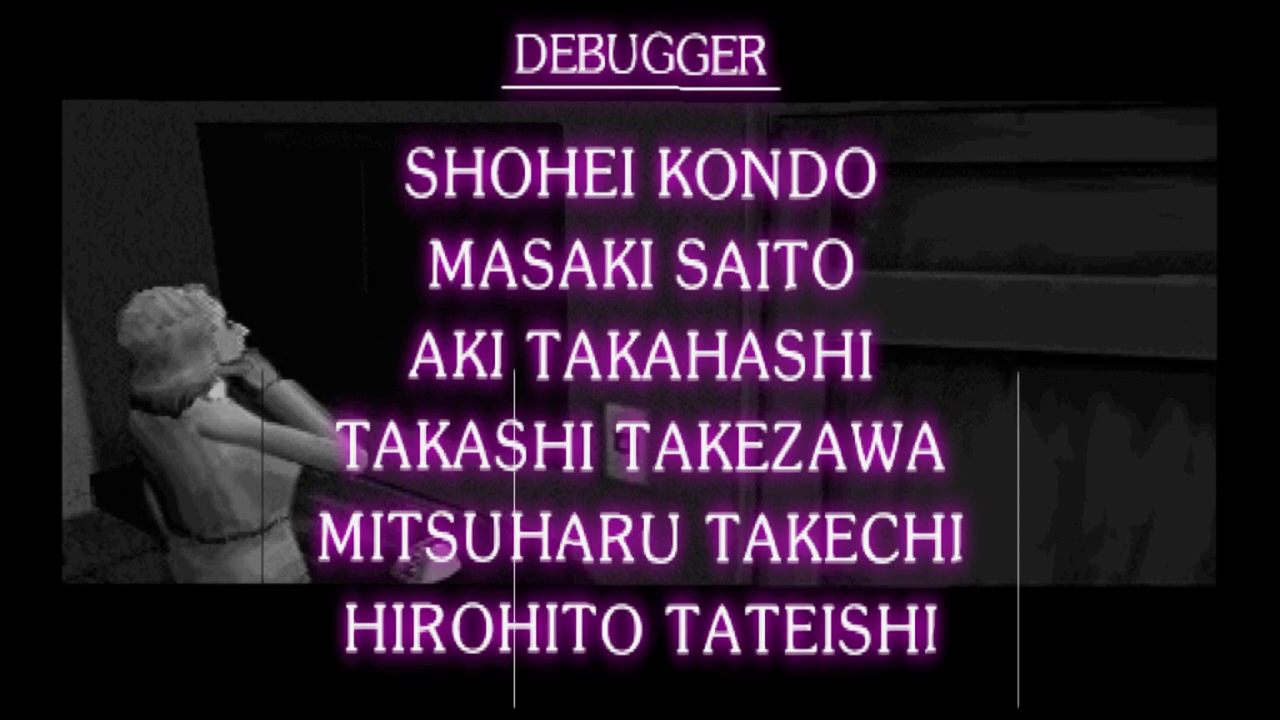 DEBUGGER
SHOHEI KONDO
MASAKI SAITO
AKI TAKAHASHI
TAKASHI TAKEZAWA
MITSUHARU TAKECHI
HIROHITO TATEISHI